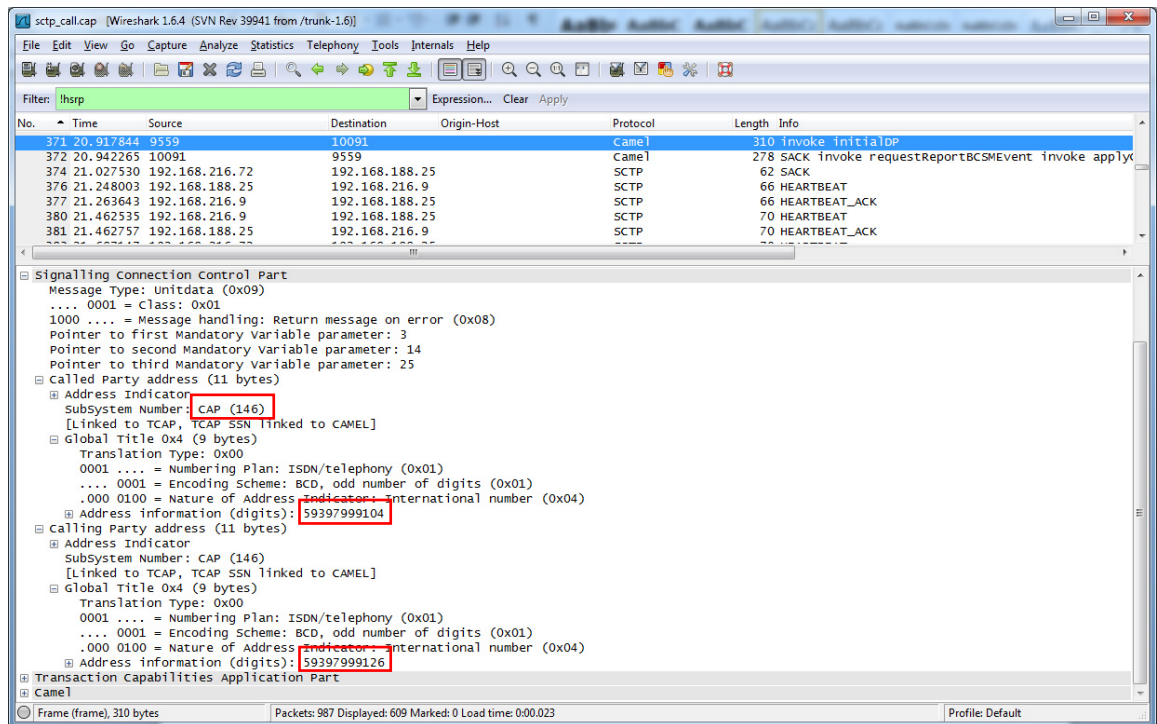 sctp_call.cap [Wireshark 1.6.4 (SVN Rev 39941 from /trunk-1.6)]
File Edit View Go Capture Analyze Statistics Telephony Tools Internals Help
Filter: !hsrp Expression... Clear Apply
No. Time Source Destination Origin-Host Protocol Length Info
371 20.917844 9559 10091 Camel 310 invoke initialDP
372 20.942265 10091 9559 Camel 278 SACK invoke requestReportBCSMEvent invoke apply
374 21.027530 192.168.216.72 192.168.188.25 SCTP 62 SACK
376 21.248003 192.168.188.25 192.168.216.9 SCTP 66 HEARTBEAT
377 21.263643 192.168.216.9 192.168.188.25 SCTP 66 HEARTBEAT_ACK
380 21.462535 192.168.216.9 192.168.188.25 SCTP 70 HEARTBEAT
381 21.462757 192.168.188.25 192.168.216.9 SCTP 70 HEARTBEAT_ACK
Signalling Connection Control Part
Message Type: Unitdata (0x09)
.... 0001 = Class: 0x01
1000 .... = Message handling: Return message on error (0x08)
Pointer to first Mandatory Variable parameter: 3
Pointer to second Mandatory Variable parameter: 14
Pointer to third Mandatory Variable parameter: 25
Called Party address (11 bytes)
Address Indicator
SubSystem Number: CAP (146)
[Linked to TCAP, TCAP SSN linked to CAMEL]
Global Title 0x4 (9 bytes)
Translation Type: 0x00
0001 .... = Numbering Plan: ISDN/telephony (0x01)
.... 0001 = Encoding Scheme: BCD, odd number of digits (0x01)
.000 0100 = Nature of Address Indicator: International number (0x04)
Address information (digits): 59397999104
Calling Party address (11 bytes)
Address Indicator
SubSystem Number: CAP (146)
[Linked to TCAP, TCAP SSN linked to CAMEL]
Global Title 0x4 (9 bytes)
Translation Type: 0x00
0001 .... = Numbering Plan: ISDN/telephony (0x01)
.... 0001 = Encoding Scheme: BCD, odd number of digits (0x01)
.000 0100 = Nature of Address Indicator: International number (0x04)
Address information (digits): 59397999126
Transaction Capabilities Application Part
Camel
Frame (frame), 310 bytes Packets: 987 Displayed: 609 Marked: 0 Load time: 0:00.023 Profile: Default